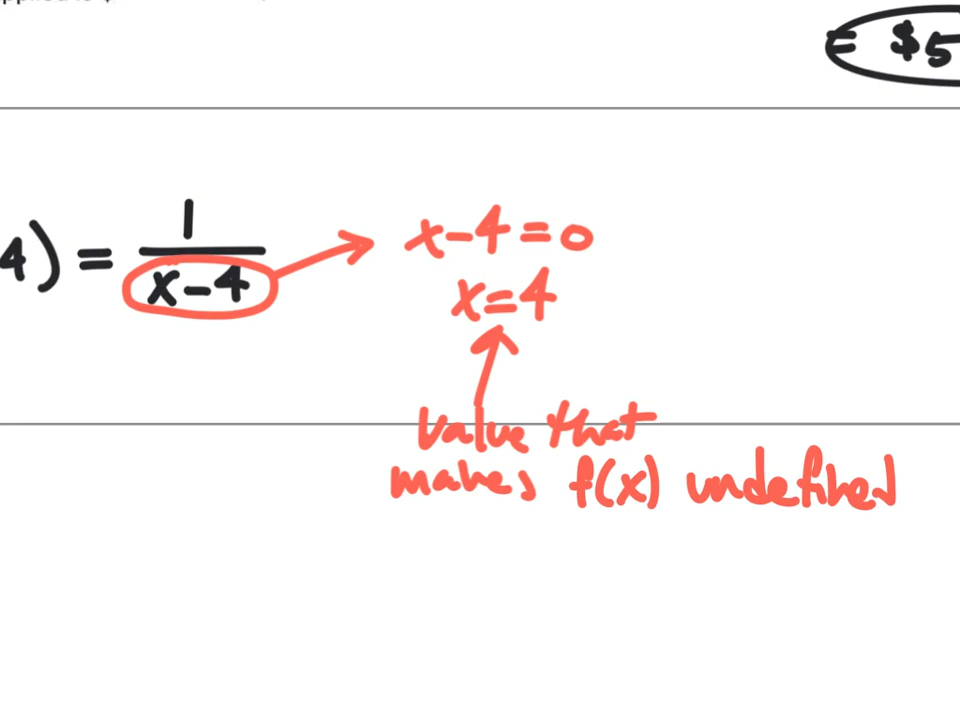 = $5
4) = 1/(x-4)
x-4=0
x=4
value that
makes f(x) undefined